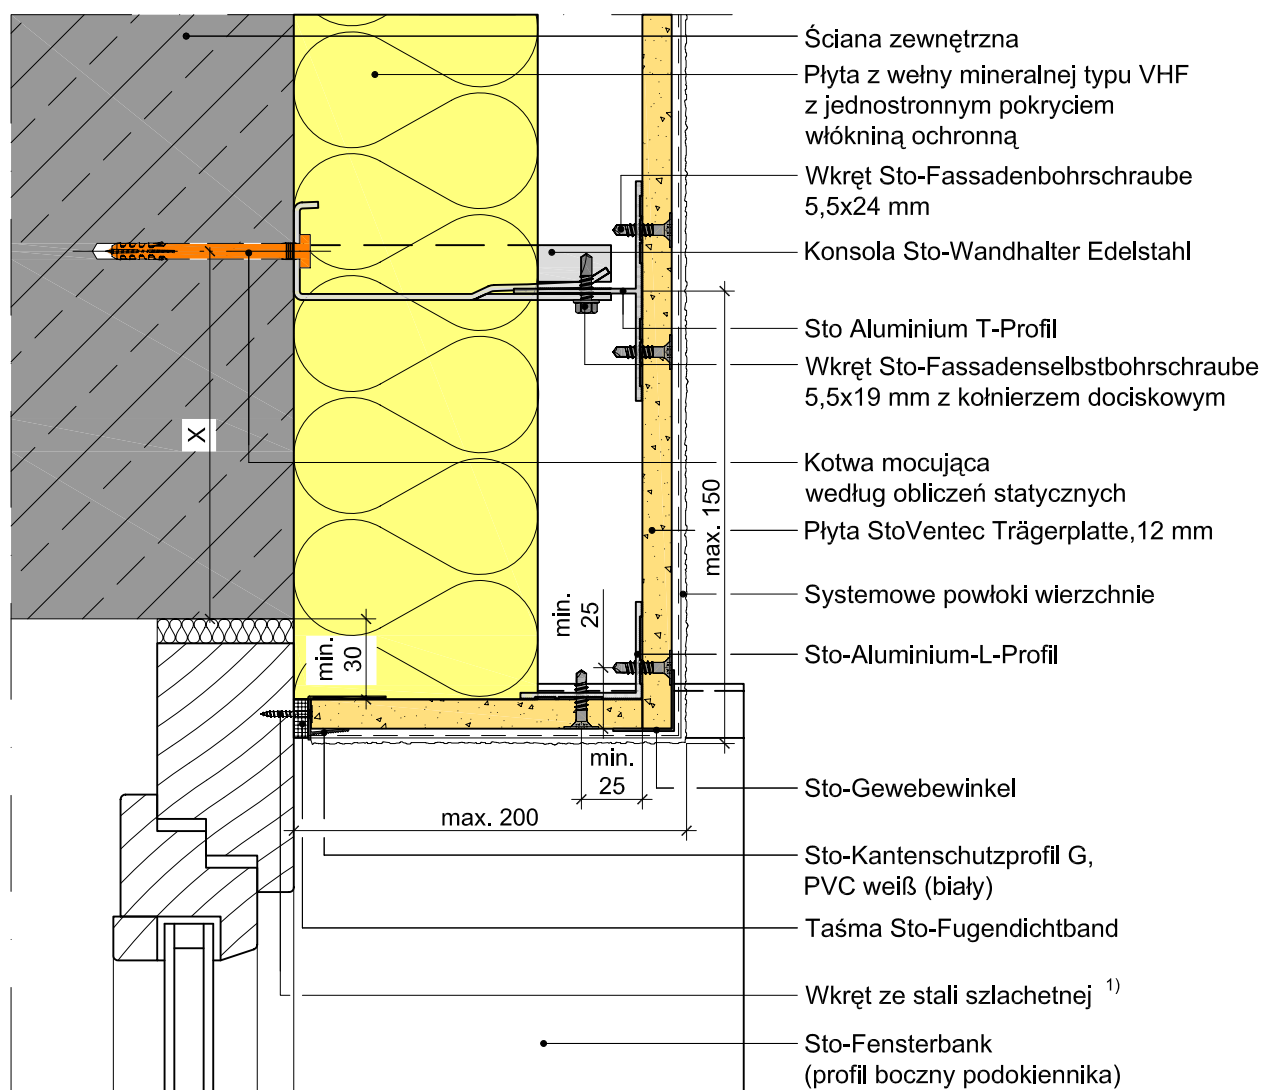 Ściana zewnętrzna
Płyta z wełny mineralnej typu VHF
z jednostronnym pokryciem
włókniną ochronną
Wkręt Sto-Fassadenbohrschraube
5,5x24 mm
Konsola Sto-Wandhalter Edelstahl
Sto Aluminium T-Profil
Wkręt Sto-Fassadenselbstbohrschraube
5,5x19 mm z kołnierzem dociskowym
Kotwa mocująca
według obliczeń statycznych
Płyta StoVentec Trägerplatte,12 mm
Systemowe powłoki wierzchnie
Sto-Aluminium-L-Profil
Sto-Gewebewinkel
Sto-Kantenschutzprofil G,
PVC weiß (biały)
Taśma Sto-Fugendichtband
Wkręt ze stali szlachetnej 1)
Sto-Fensterbank
(profil boczny podokiennika)
X
max. 150
min.
25
min.
30
min.
25
max. 200